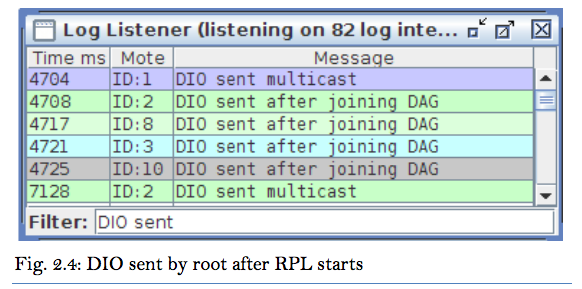 Log Listener (listening on 82 log inte...
Time ms Mote Message
4704 ID:1 DIO sent multicast
4708 ID:2 DIO sent after joining DAG
4717 ID:8 DIO sent after joining DAG
4721 ID:3 DIO sent after joining DAG
4725 ID:10 DIO sent after joining DAG
7128 ID:2 DIO sent multicast
Filter: DIO sent
Fig. 2.4: DIO sent by root after RPL starts